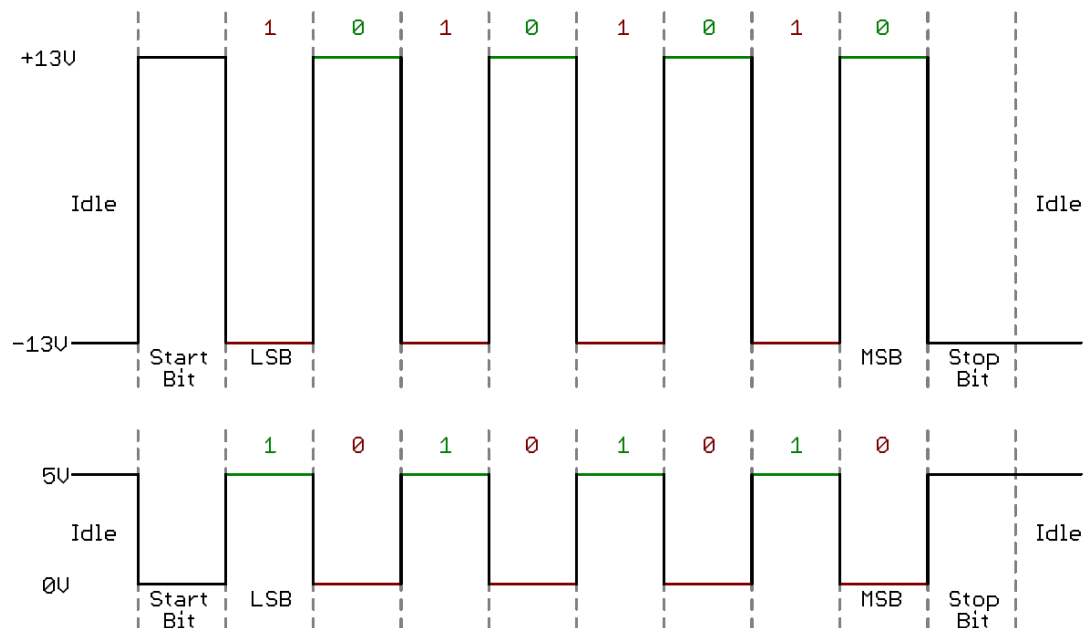 1 0 1 0 1 0 1 0
+13V
Idle Idle
-13V
Start LSB MSB Stop
Bit Bit
1 0 1 0 1 0 1 0
5V
Idle Idle
0V
Start LSB MSB Stop
Bit Bit